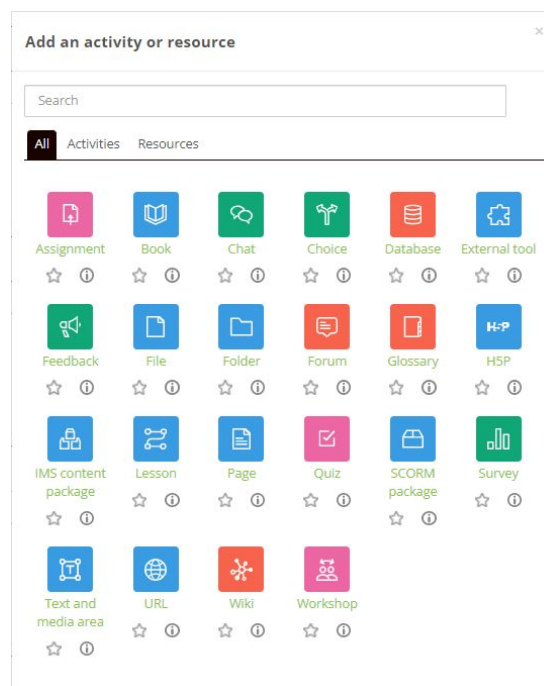 Add an activity or resource
×
Search
All Activities Resources
Assignment Book Chat Choice Database External tool
H5P
Feedback File Folder Forum Glossary H5P
IMS content package Lesson Page Quiz SCORM package Survey
T
Text and media area URL Wiki Workshop